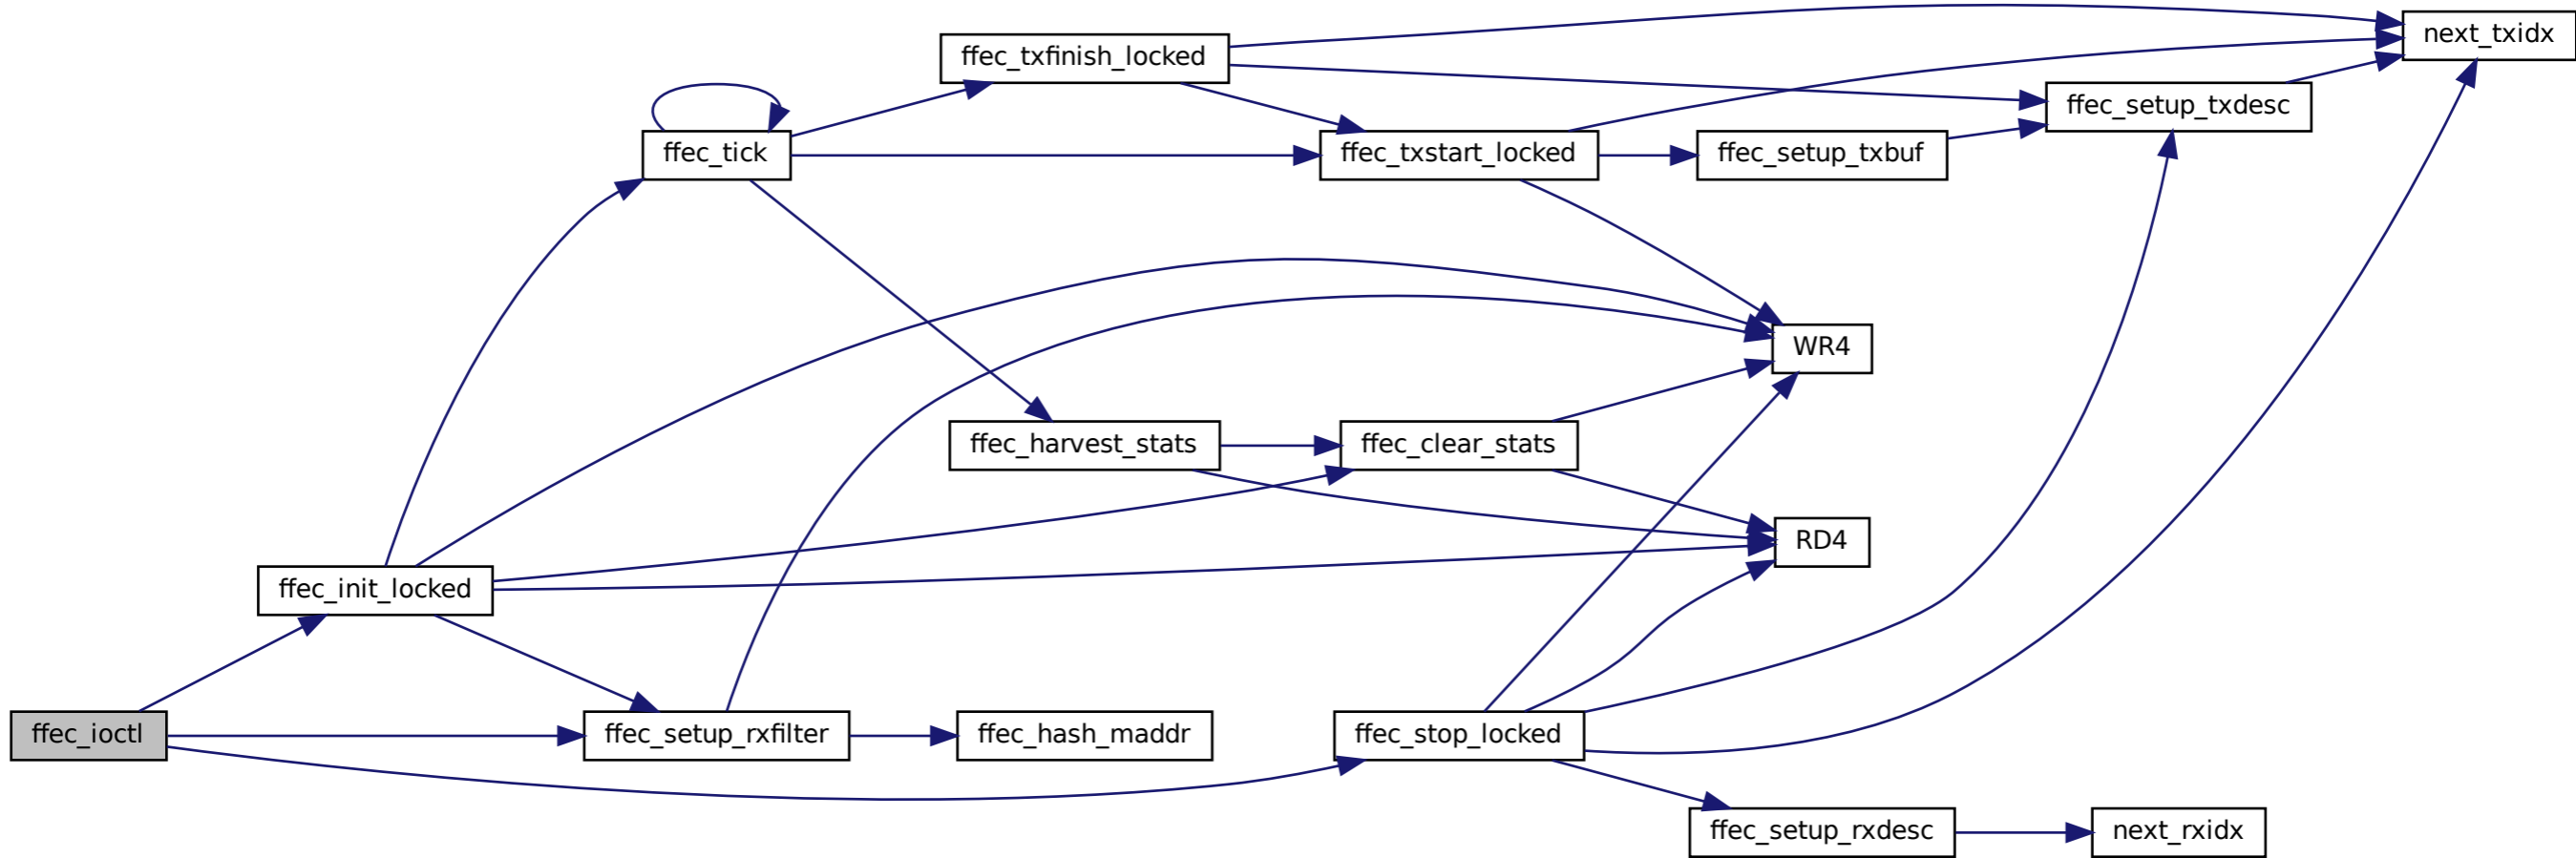 next_txidx
ffec_txfinish_locked
ffec_setup_txdesc
ffec_tick
ffec_txstart_locked
ffec_setup_txbuf
WR4
ffec_harvest_stats
ffec_clear_stats
RD4
ffec_init_locked
ffec_ioctl
ffec_setup_rxfilter
ffec_hash_maddr
ffec_stop_locked
ffec_setup_rxdesc
next_rxidx